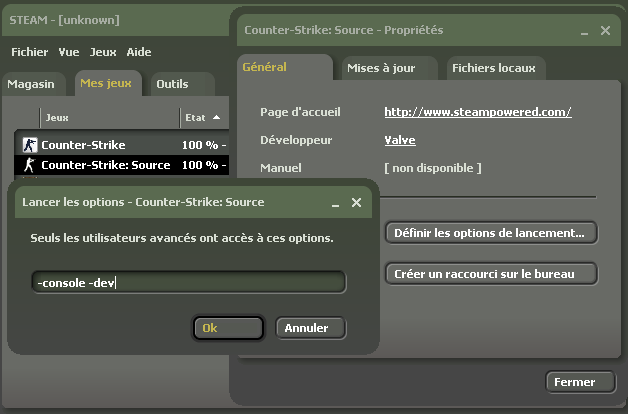 STEAM - [unknown]
Fichier Vue Jeux Aide
Magasin Mes jeux Outils
Jeux Etat
Counter-Strike 100 % -
Counter-Strike: Source 100 % -
Counter-Strike: Source - Propriétés
Général Mises à jour Fichiers locaux
Page d'accueil http://www.steampowered.com/
Développeur Valve
Manuel [ non disponible ]
Définir les options de lancement...
Créer un raccourci sur le bureau
Fermer
Lancer les options - Counter-Strike: Source
Seuls les utilisateurs avancés ont accès à ces options.
-console -dev
Ok Annuler